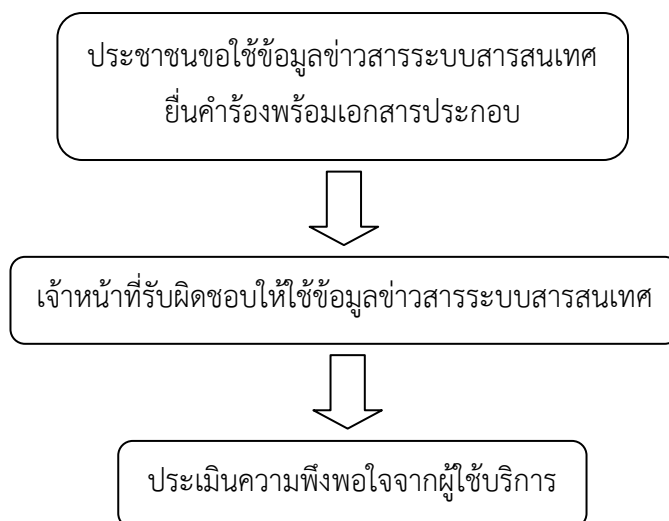 ประชาชนขอใช้ข้อมูลข่าวสารระบบสารสนเทศ
ยื่นคำร้องพร้อมเอกสารประกอบ
เจ้าหน้าที่รับผิดชอบให้ใช้ข้อมูลข่าวสารระบบสารสนเทศ
ประเมินความพึงพอใจจากผู้ใช้บริการ